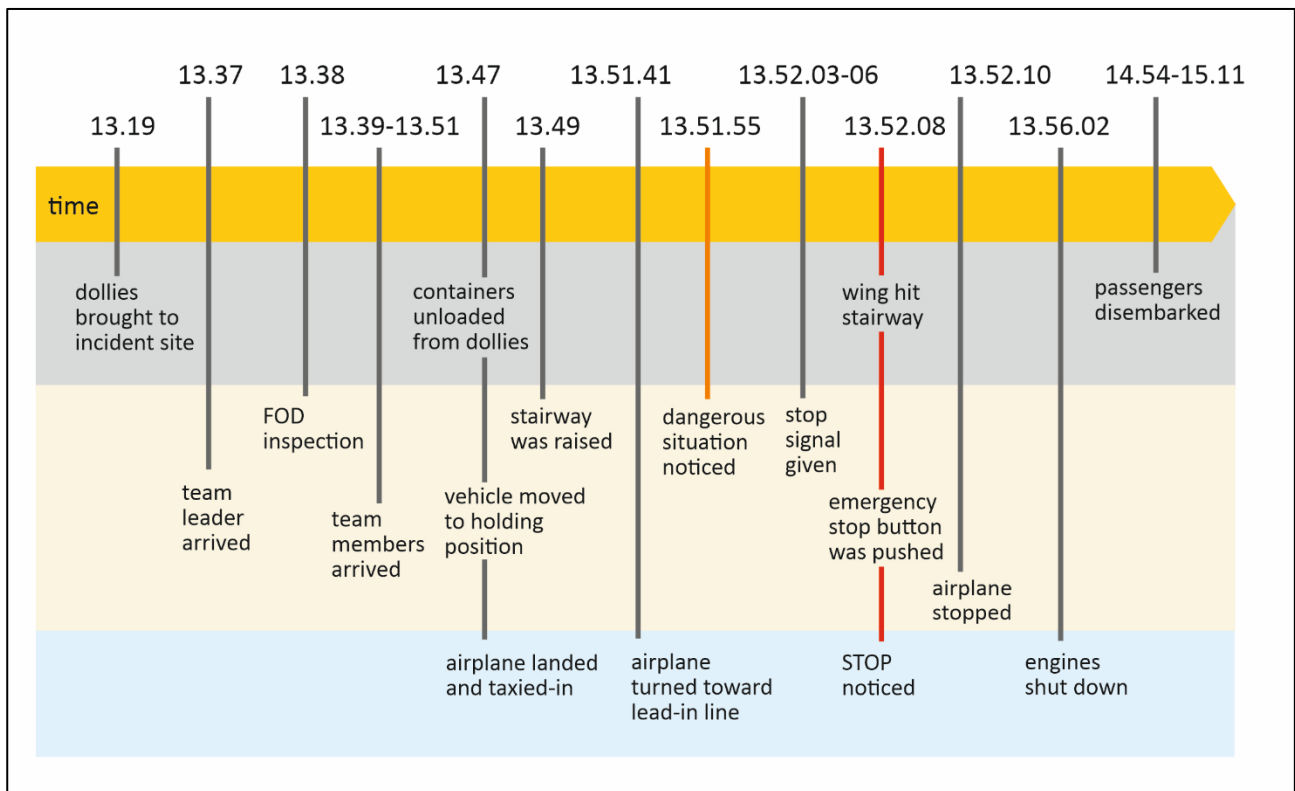 13.37
13.38
13.47
13.51.41
13.52.03-06
13.52.10
14.54-15.11
13.19
13.39-13.51
13.49
13.51.55
13.52.08
13.56.02
time
dollies
brought to
incident site
containers
unloaded
from dollies
wing hit
stairway
passengers
disembarked
FOD
inspection
stairway
was raised
dangerous
situation
noticed
stop
signal
given
team
leader
arrived
team
members
arrived
vehicle moved
to holding
position
emergency
stop button
was pushed
airplane
stopped
airplane landed
and taxied-in
airplane
turned toward
lead-in line
STOP
noticed
engines
shut down